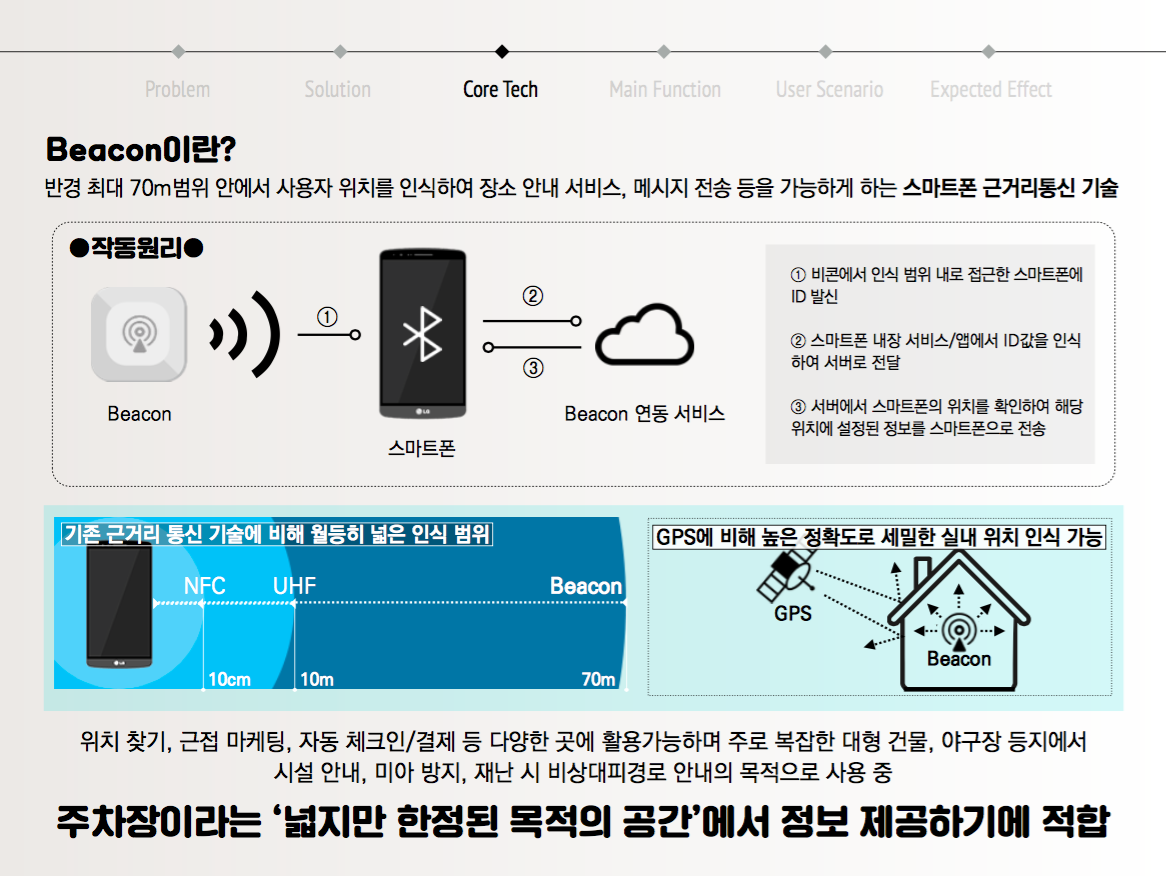 Problem
Solution
Core Tech
Main Function
User Scenario
Expected Effect
Beacon이란?
반경 최대 70m범위 안에서 사용자 위치를 인식하여 장소 안내 서비스, 메시지 전송 등을 가능하게 하는 스마트폰 근거리통신 기술
●작동원리●
①
②
③
LG
Beacon
스마트폰
Beacon 연동 서비스
① 비콘에서 인식 범위 내로 접근한 스마트폰에
ID 발신
② 스마트폰 내장 서비스/앱에서 ID값을 인식
하여 서버로 전달
③ 서버에서 스마트폰의 위치를 확인하여 해당
위치에 설정된 정보를 스마트폰으로 전송
기존 근거리 통신 기술에 비해 월등히 넓은 인식 범위
NFC
UHF
Beacon
LG
10cm
10m
70m
GPS에 비해 높은 정확도로 세밀한 실내 위치 인식 가능
GPS
Beacon
위치 찾기, 근접 마케팅, 자동 체크인/결제 등 다양한 곳에 활용가능하며 주로 복잡한 대형 건물, 야구장 등지에서
시설 안내, 미아 방지, 재난 시 비상대피경로 안내의 목적으로 사용 중
주차장이라는 ‘넓지만 한정된 목적의 공간’에서 정보 제공하기에 적합